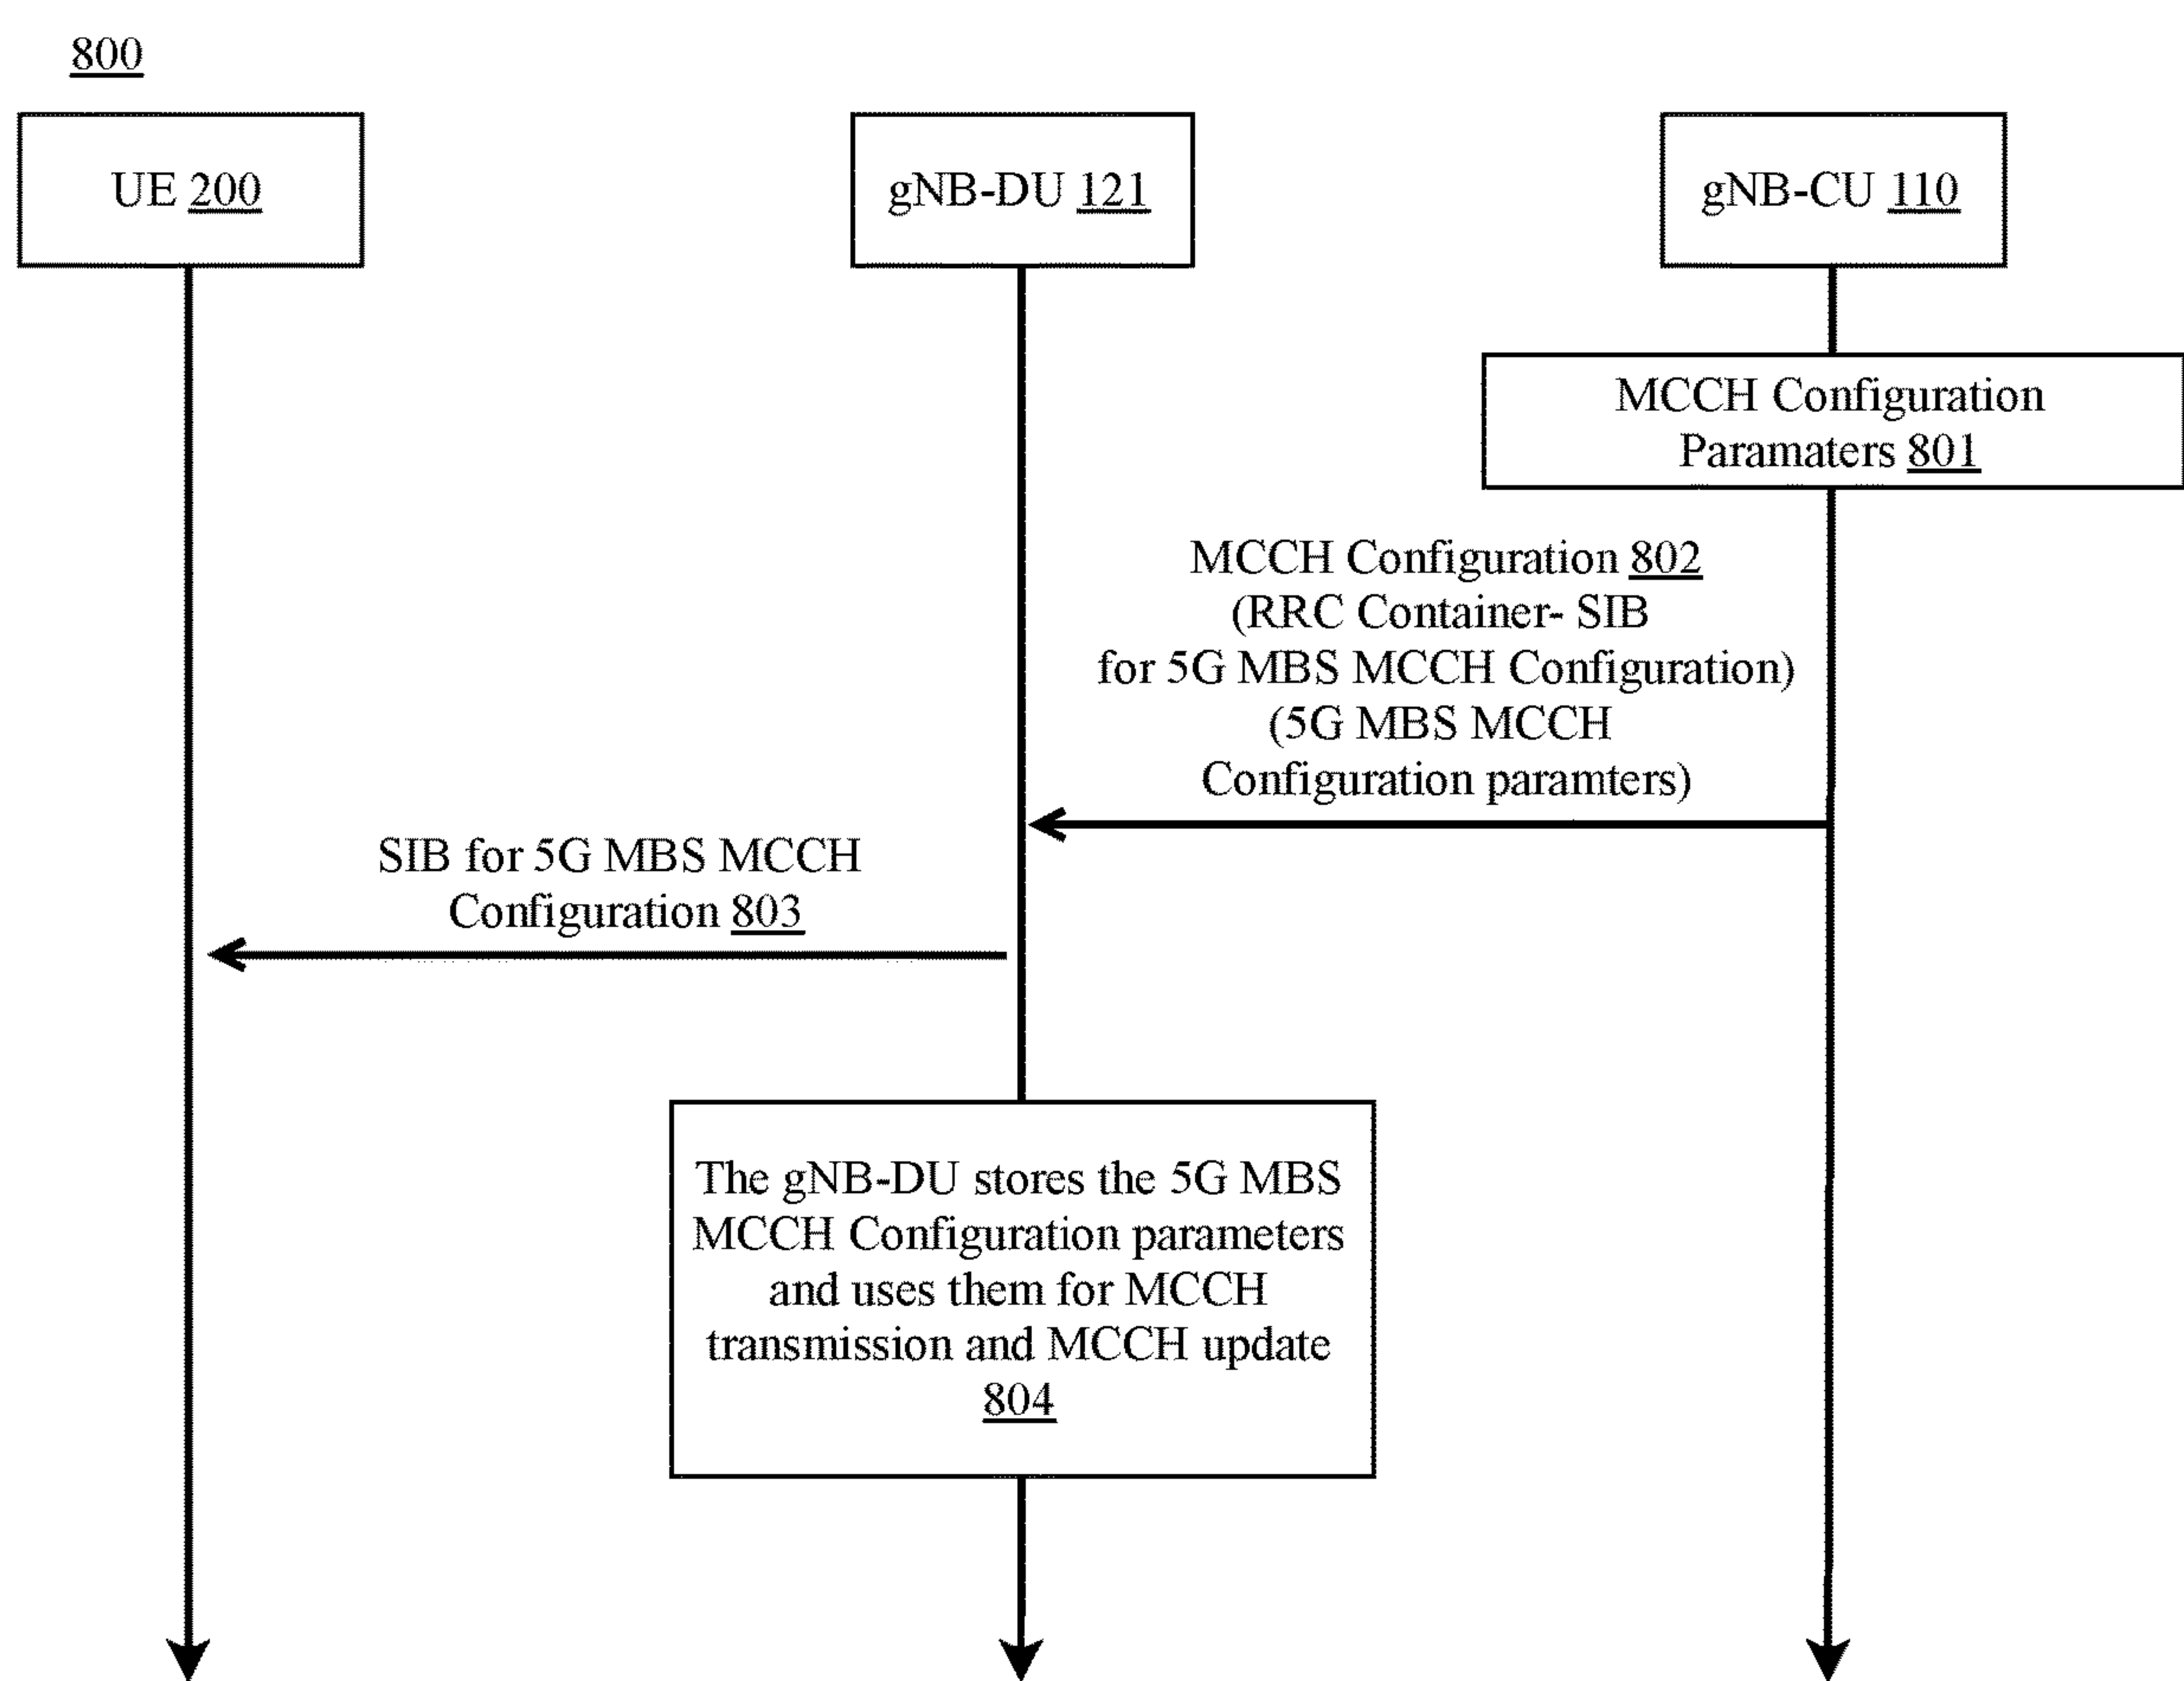 800
UE 200
gNB-DU 121
gNB-CU 110
MCCH Configuration
Paramaters 801
MCCH Configuration 802
(RRC Container- SIB
for 5G MBS MCCH Configuration)
(5G MBS MCCH
Configuration paramters)
SIB for 5G MBS MCCH
Configuration 803
The gNB-DU stores the 5G MBS
MCCH Configuration parameters
and uses them for MCCH
transmission and MCCH update
804